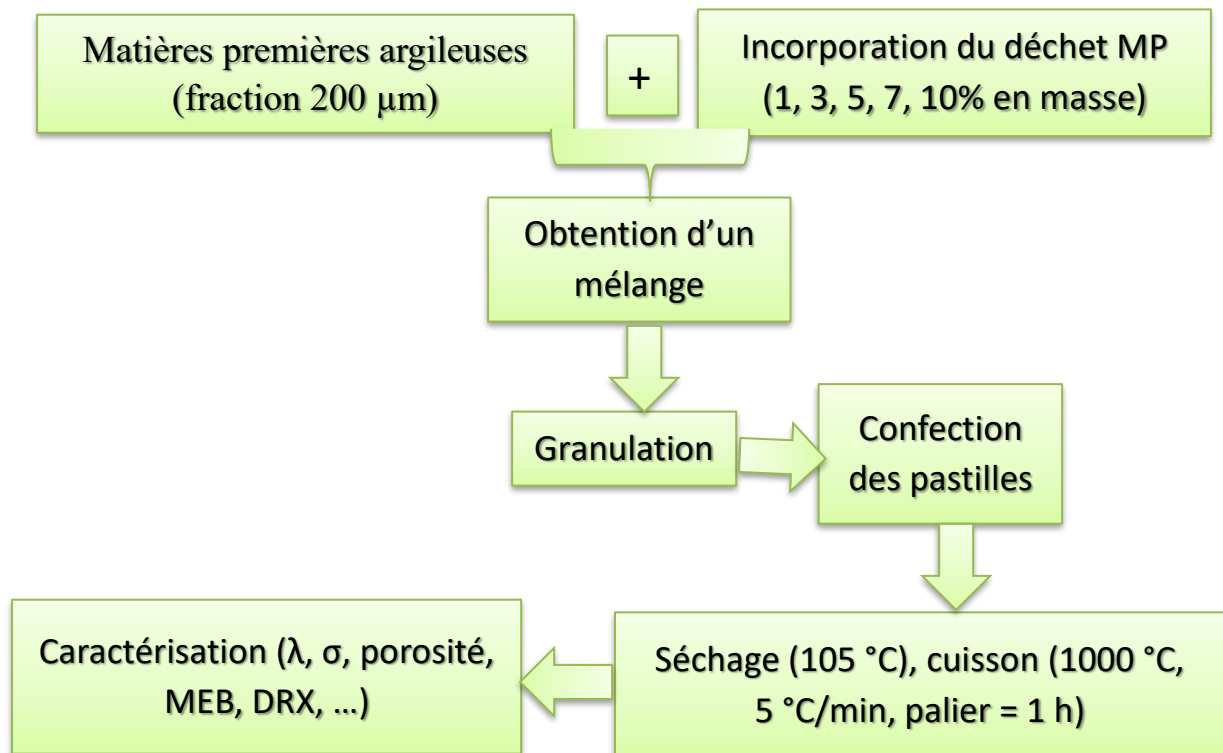 Matières premières argileuses
(fraction 200 µm)
+
Incorporation du déchet MP
(1, 3, 5, 7, 10% en masse)
Obtention d’un
mélange
Granulation
Confection
des pastilles
Séchage (105 °C), cuisson (1000 °C,
5 °C/min, palier = 1 h)
Caractérisation (λ, σ, porosité,
MEB, DRX, …)